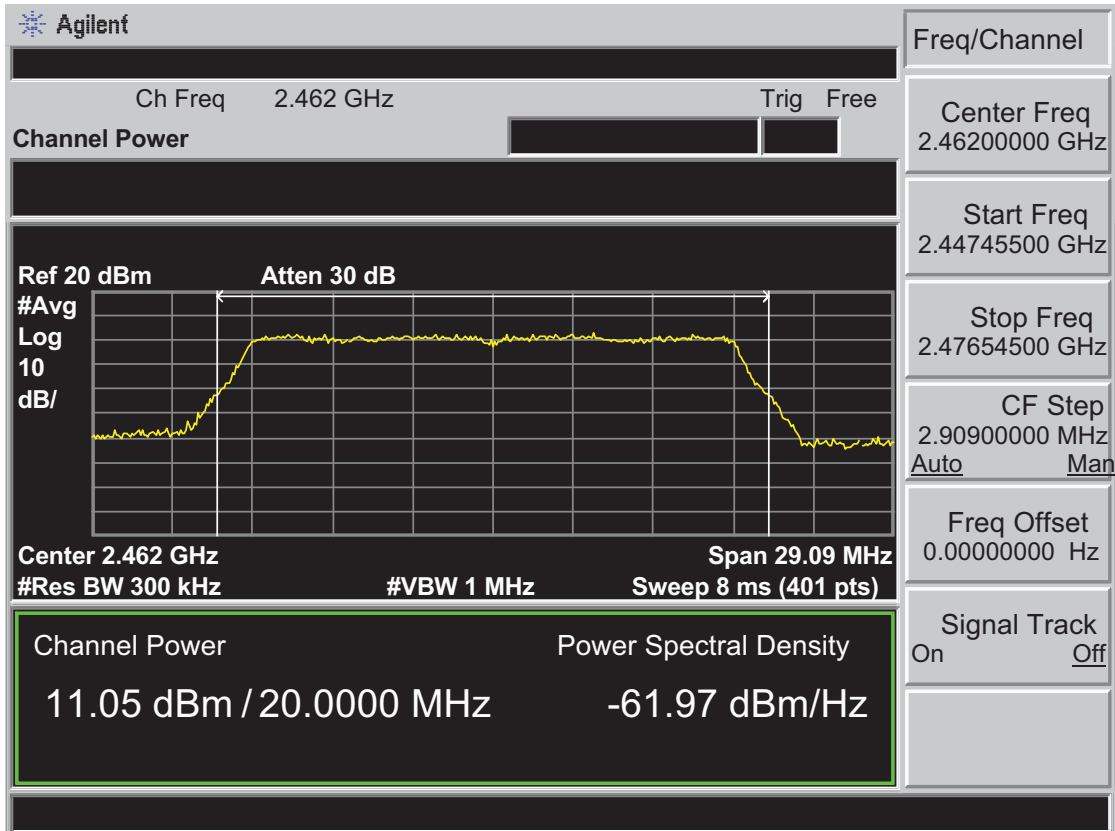 Agilent
Freq/Channel
Ch Freq 2.462 GHz Trig Free
Channel Power
Center Freq
2.46200000 GHz
Start Freq
2.44745500 GHz
Stop Freq
2.47654500 GHz
CF Step
2.90900000 MHz
Auto Man
Freq Offset
0.00000000 Hz
Signal Track
On Off
Ref 20 dBm Atten 30 dB
#Avg
Log
10
dB/
Center 2.462 GHz Span 29.09 MHz
#Res BW 300 kHz #VBW 1 MHz Sweep 8 ms (401 pts)
Channel Power Power Spectral Density
11.05 dBm / 20.0000 MHz -61.97 dBm/Hz